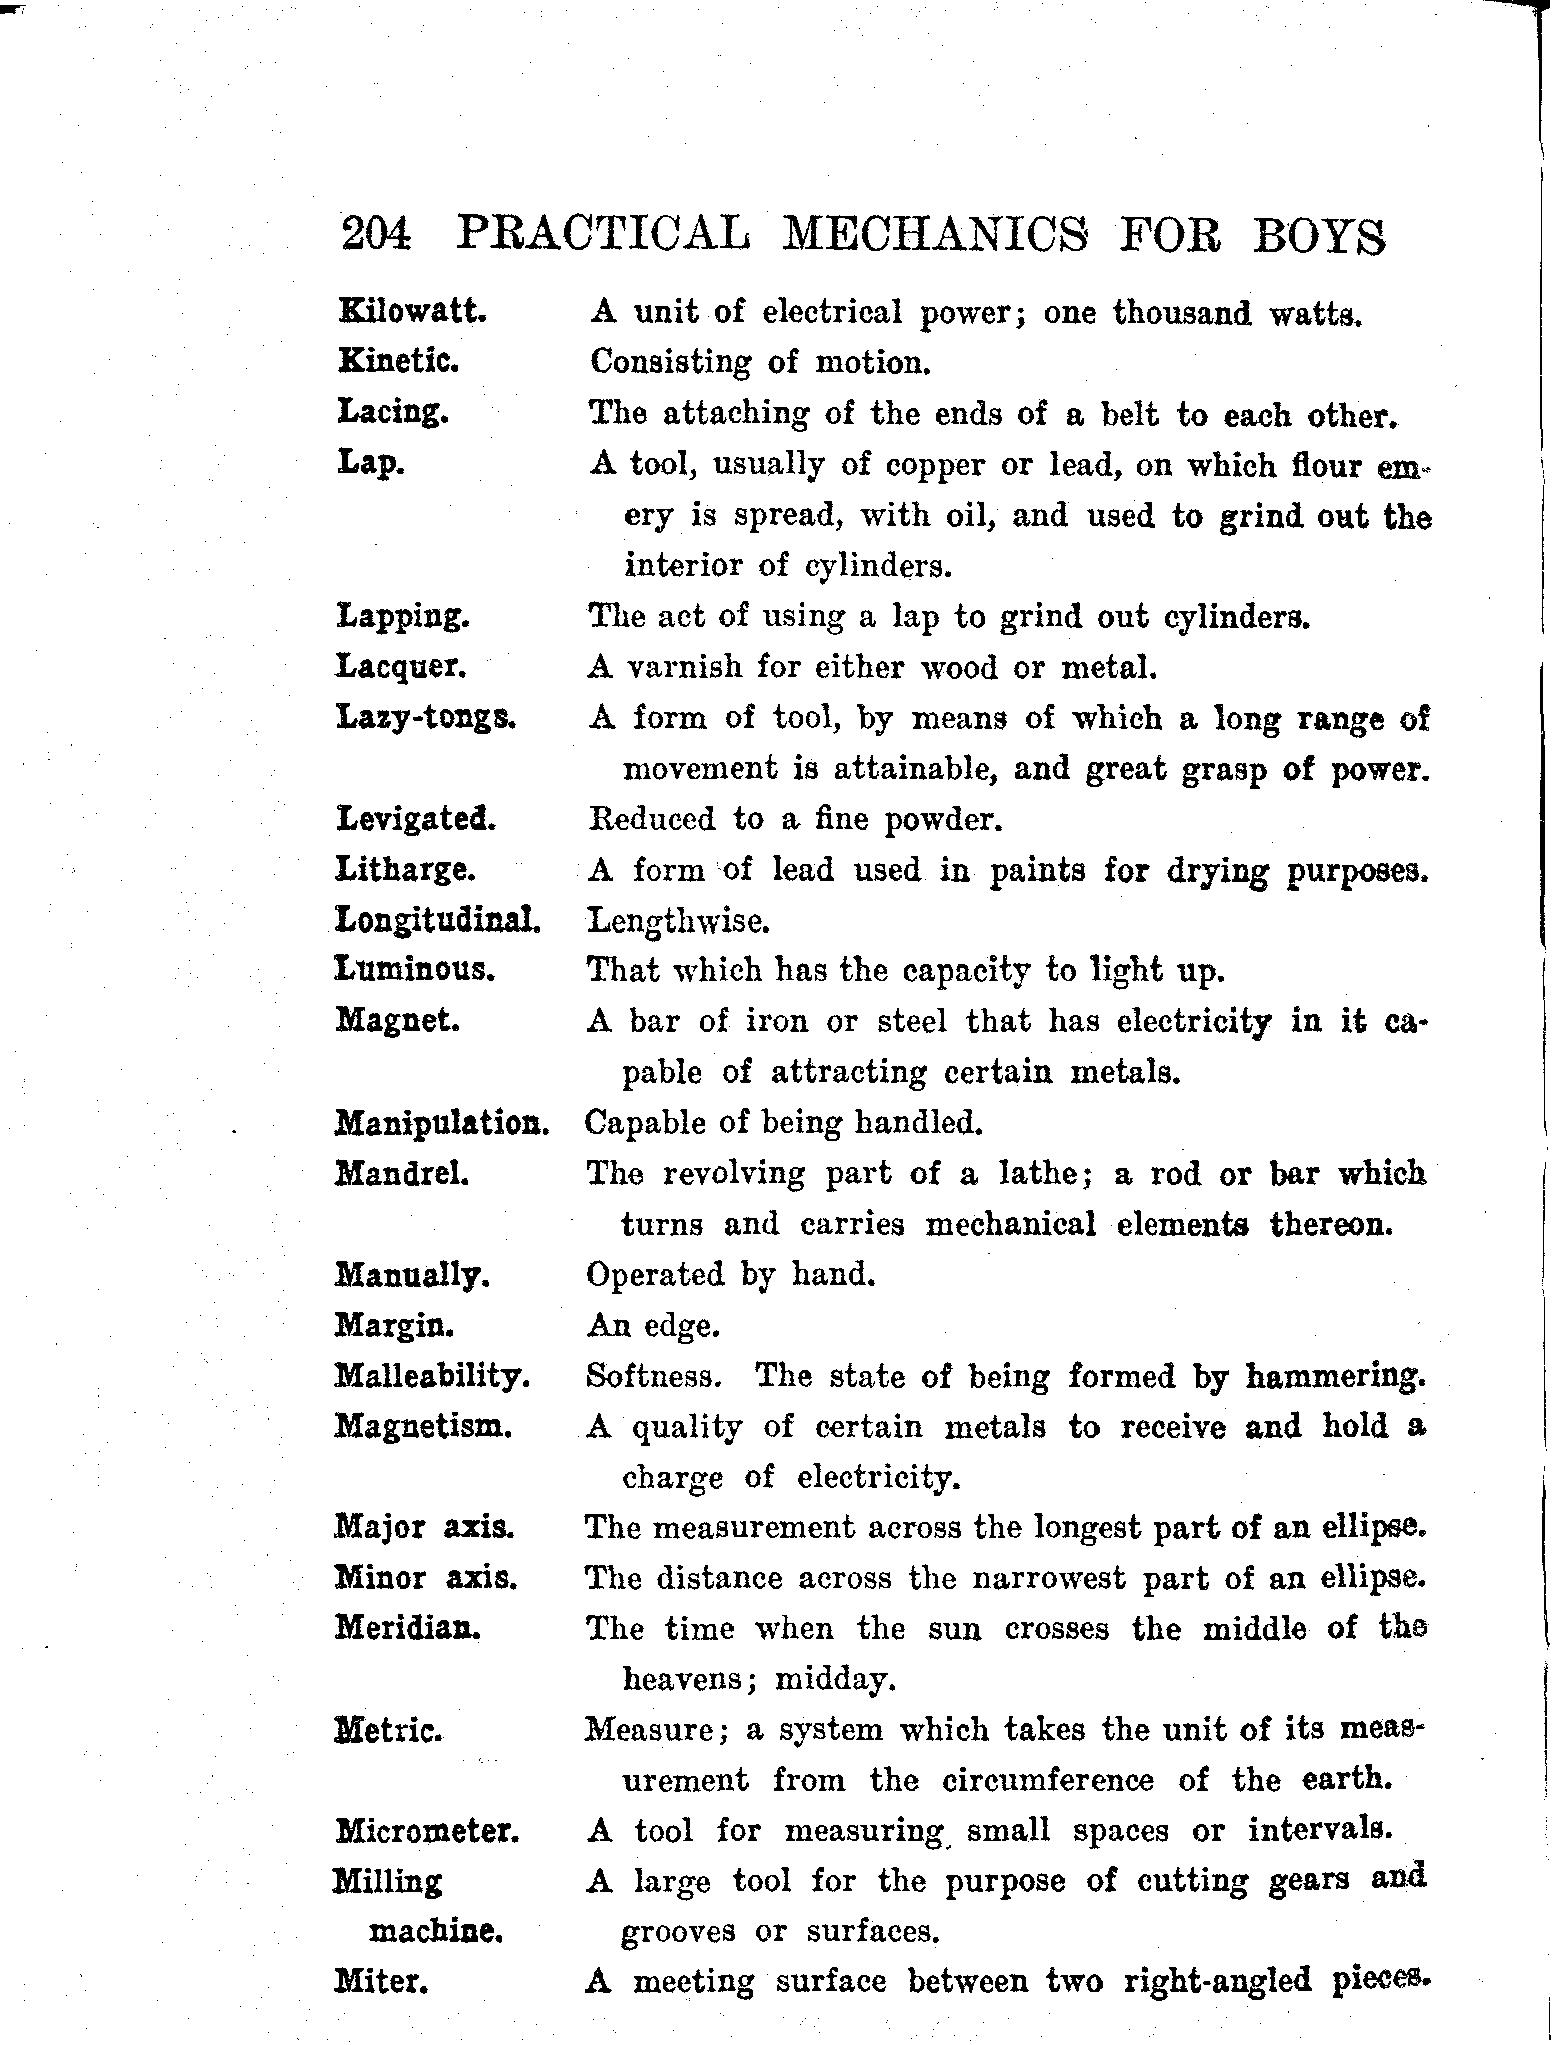 204 PRACTICAL MECHANICS FOR BOYS
Kilowatt. A unit of electrical power; one thousand watts.
Kinetic. Consisting of motion.
Lacing. The attaching of the ends of a belt to each other.
Lap. A tool, usually of copper or lead, on which flour em-
ery is spread, with oil, and used to grind out the
interior of cylinders.
Lapping. The act of using a lap to grind out cylinders.
Lacquer. A varnish for either wood or metal.
Lazy-tongs. A form of tool, by means of which a long range of
movement is attainable, and great grasp of power.
Levigated. Reduced to a fine powder.
Litharge. A form of lead used in paints for drying purposes.
Longitudinal. Lengthwise.
Luminous. That which has the capacity to light up.
Magnet. A bar of iron or steel that has electricity in it ca-
pable of attracting certain metals.
Manipulation. Capable of being handled.
Mandrel. The revolving part of a lathe; a rod or bar which
turns and carries mechanical elements thereon.
Manually. Operated by hand.
Margin. An edge.
Malleability. Softness. The state of being formed by hammering.
Magnetism. A quality of certain metals to receive and hold a
charge of electricity.
Major axis. The measurement across the longest part of an ellipse.
Minor axis. The distance across the narrowest part of an ellipse.
Meridian. The time when the sun crosses the middle of the
heavens; midday.
Metric. Measure; a system which takes the unit of its meas-
urement from the circumference of the earth.
Micrometer. A tool for measuring small spaces or intervals.
Milling A large tool for the purpose of cutting gears and
machine. grooves or surfaces.
Miter. A meeting surface between two right-angled pieces.